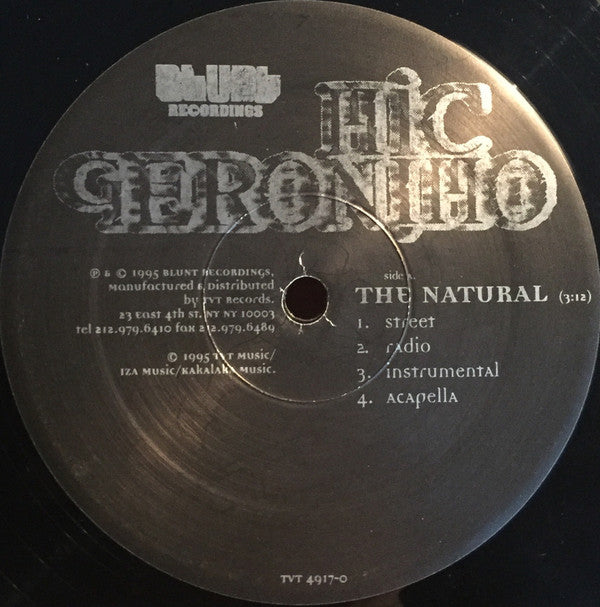 Blunt
RECORDINGS
MIC
GERONIMO
℗ & © 1995 BLUNT RECORDINGS,
Manufactured & Distributed
by TVT Records.
23 East 4th St. NY NY 10003
tel 212.979.6410 fax 212.979.6489
© 1995 TVT Music/
IZA Music/Kakalaka Music.
side A.
THE NATURAL (3:12)
1. street
2. radio
3. instrumental
4. acapella
TVT 4917-0